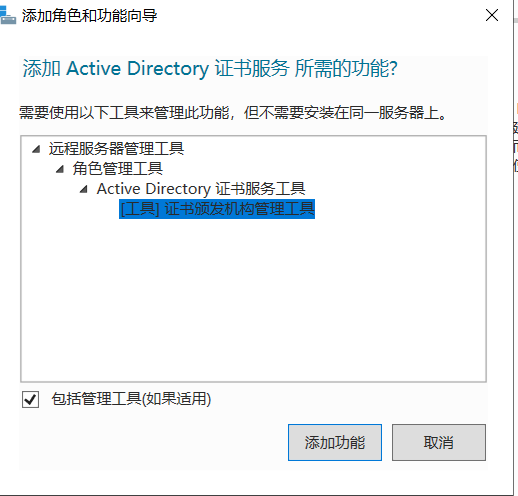 添加角色和功能向导
添加 Active Directory 证书服务 所需的功能?
需要使用以下工具来管理此功能，但不需要安装在同一服务器上。
远程服务器管理工具
角色管理工具
Active Directory 证书服务工具
[工具] 证书颁发机构管理工具
包括管理工具(如果适用)
添加功能
取消